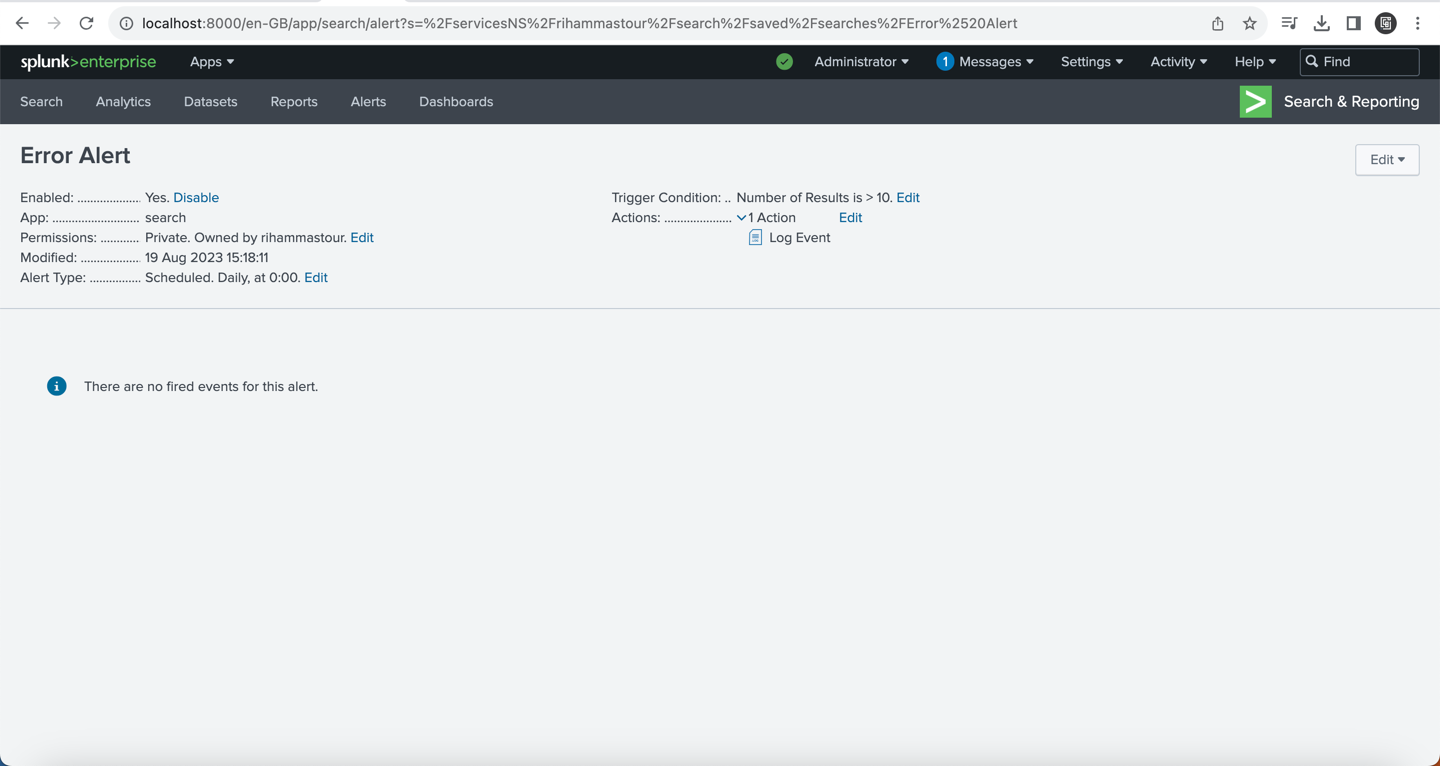 localhost:8000/en-GB/app/search/alert?s=%2FservicesNS%2Frihammastour%2Fsearch%2Fsaved%2Fsearches%2FError%2520Alert
splunk>enterprise Apps Administrator 1 Messages Settings Activity Help Find
Search Analytics Datasets Reports Alerts Dashboards > Search & Reporting
Error Alert
Edit
Enabled: ................... Yes. Disable
App: .......................... search
Permissions: ............ Private. Owned by rihammastour. Edit
Modified: .................. 19 Aug 2023 15:18:11
Alert Type: ............... Scheduled. Daily, at 0:00. Edit
Trigger Condition: .. Number of Results is > 10. Edit
Actions: .................... 1 Action Edit
Log Event
There are no fired events for this alert.